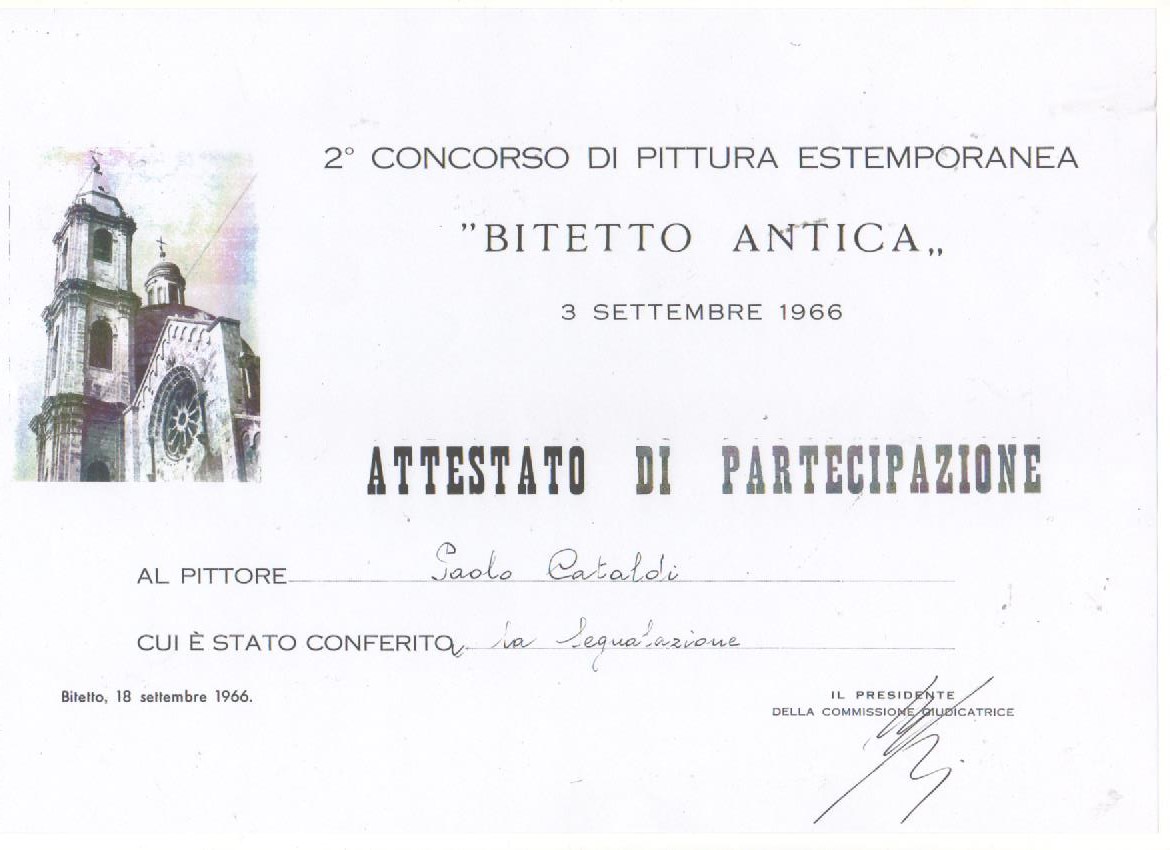 2° CONCORSO DI PITTURA ESTEMPORANEA
"BITETTO ANTICA„
3 SETTEMBRE 1966
ATTESTATO DI PARTECIPAZIONE
AL PITTORE Paolo Cataldi
CUI È STATO CONFERITO la segnalazione
Bitetto, 18 settembre 1966.
IL PRESIDENTE
DELLA COMMISSIONE GIUDICATRICE